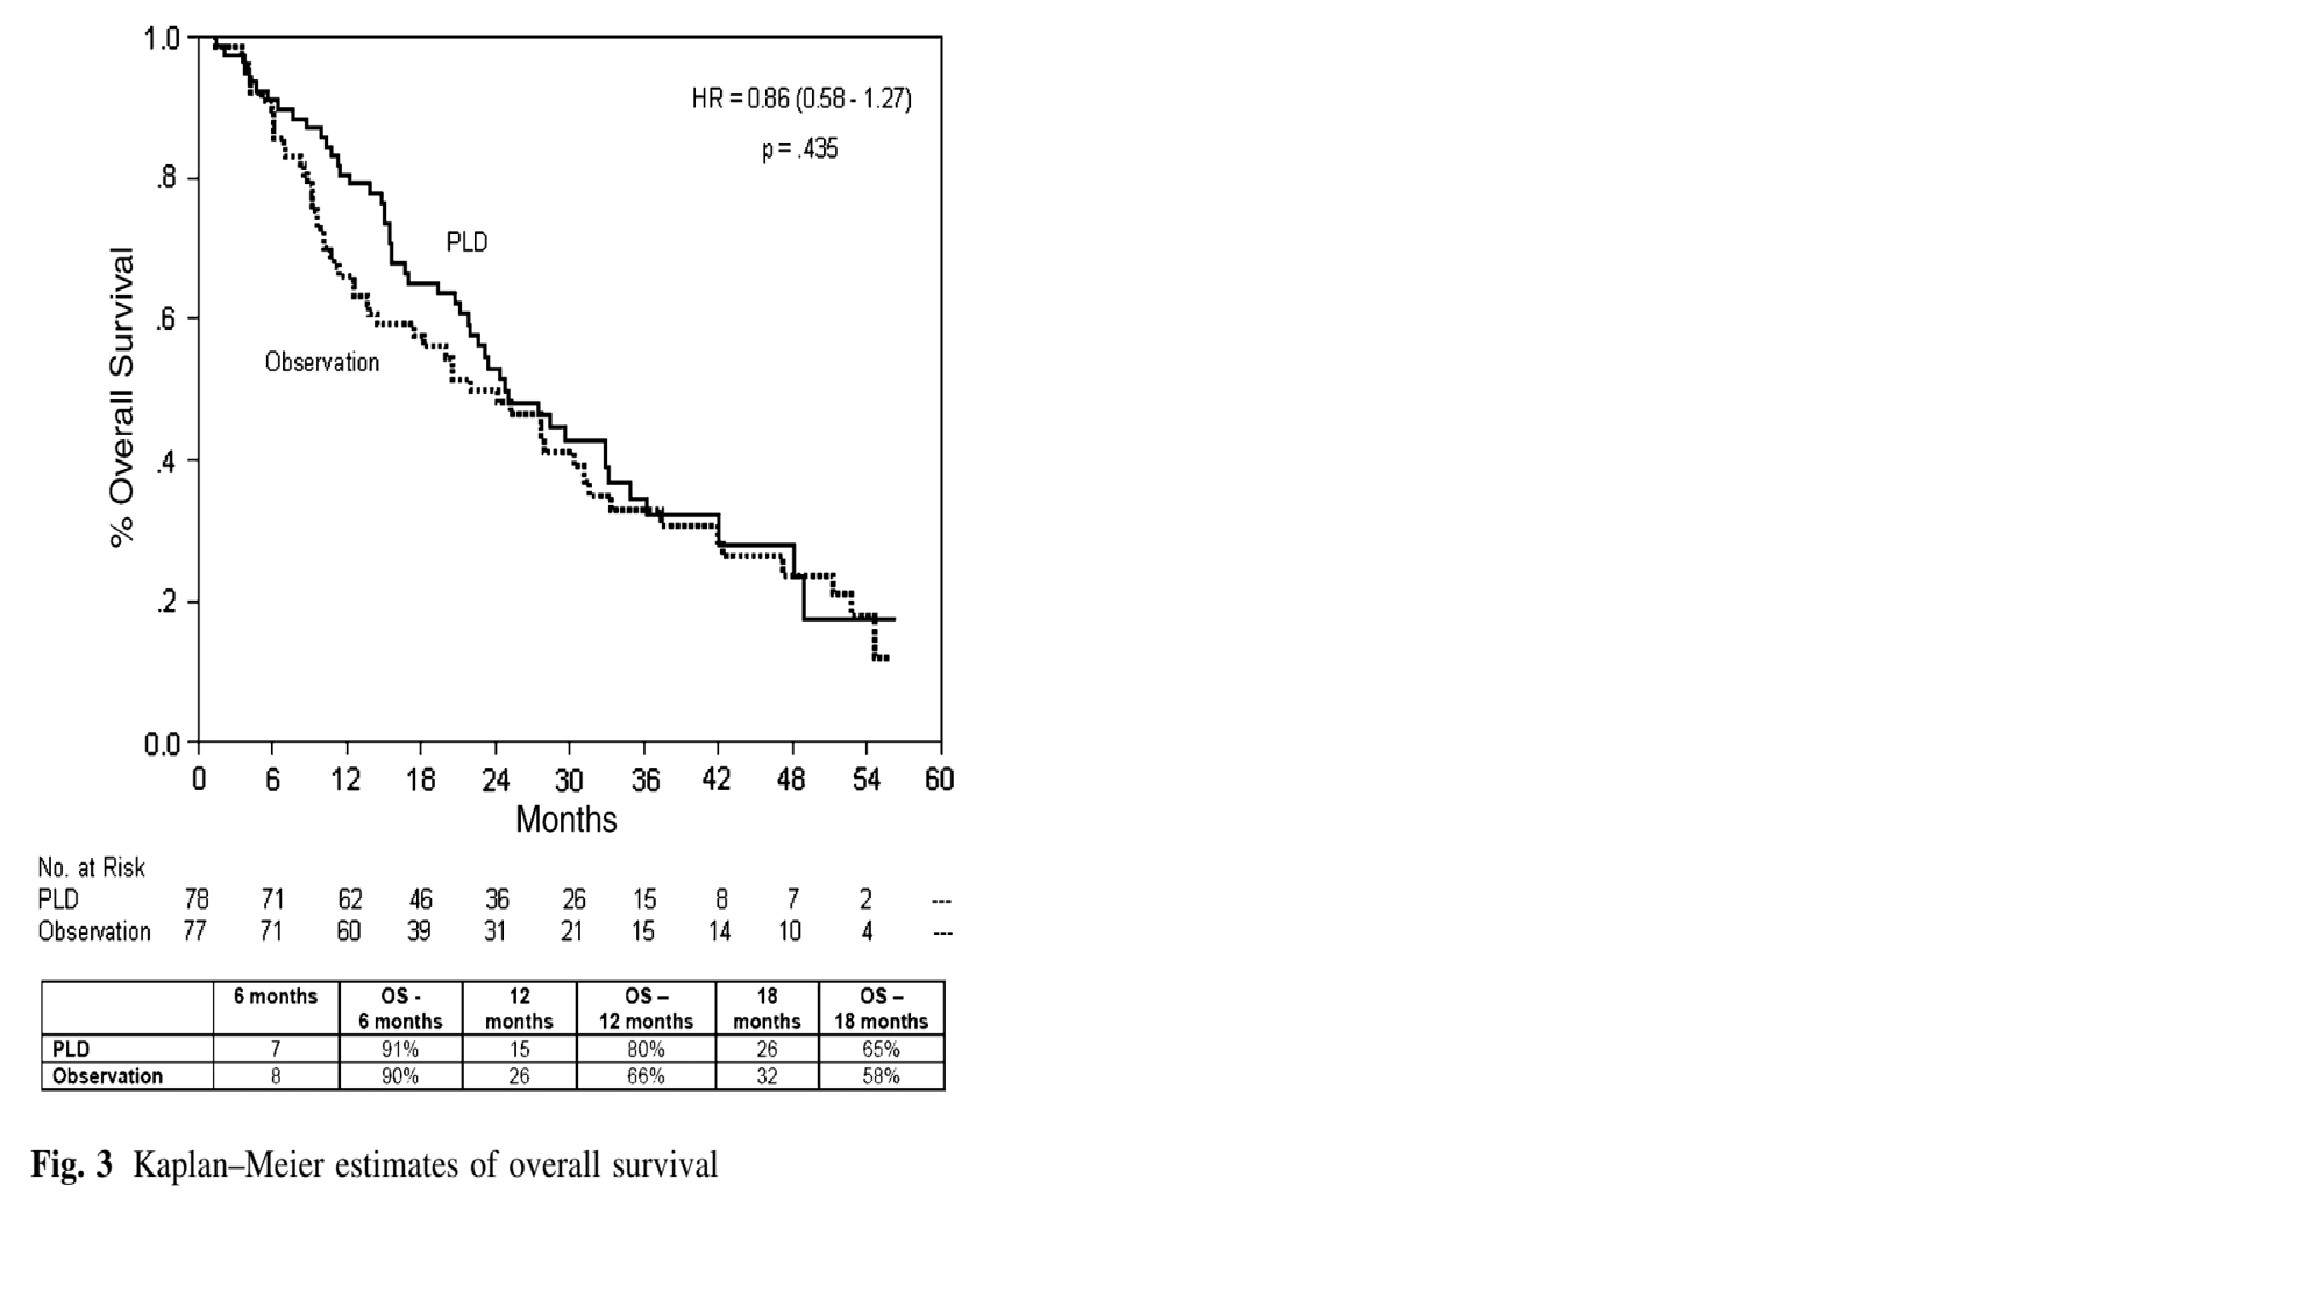 1.0
HR = 0.86 (0.58 - 1.27)
p = .435
.8
PLD
.6
Observation
.4
.2
0.0
% Overall Survival
0 6 12 18 24 30 36 42 48 54 60
Months
No. at Risk
PLD 78 71 62 46 36 26 15 8 7 2 ---
Observation 77 71 60 39 31 21 15 14 10 4 ---
6 months OS - 12 OS – 18 OS –
6 months months 12 months months 18 months
PLD 7 91% 15 80% 26 65%
Observation 8 90% 26 66% 32 58%
Fig. 3 Kaplan–Meier estimates of overall survival